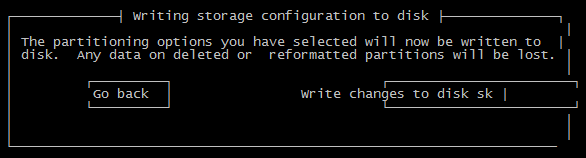 Writing storage configuration to disk
The partitioning options you have selected will now be written to
disk.  Any data on deleted or  reformatted partitions will be lost.
Go back
Write changes to disk sk